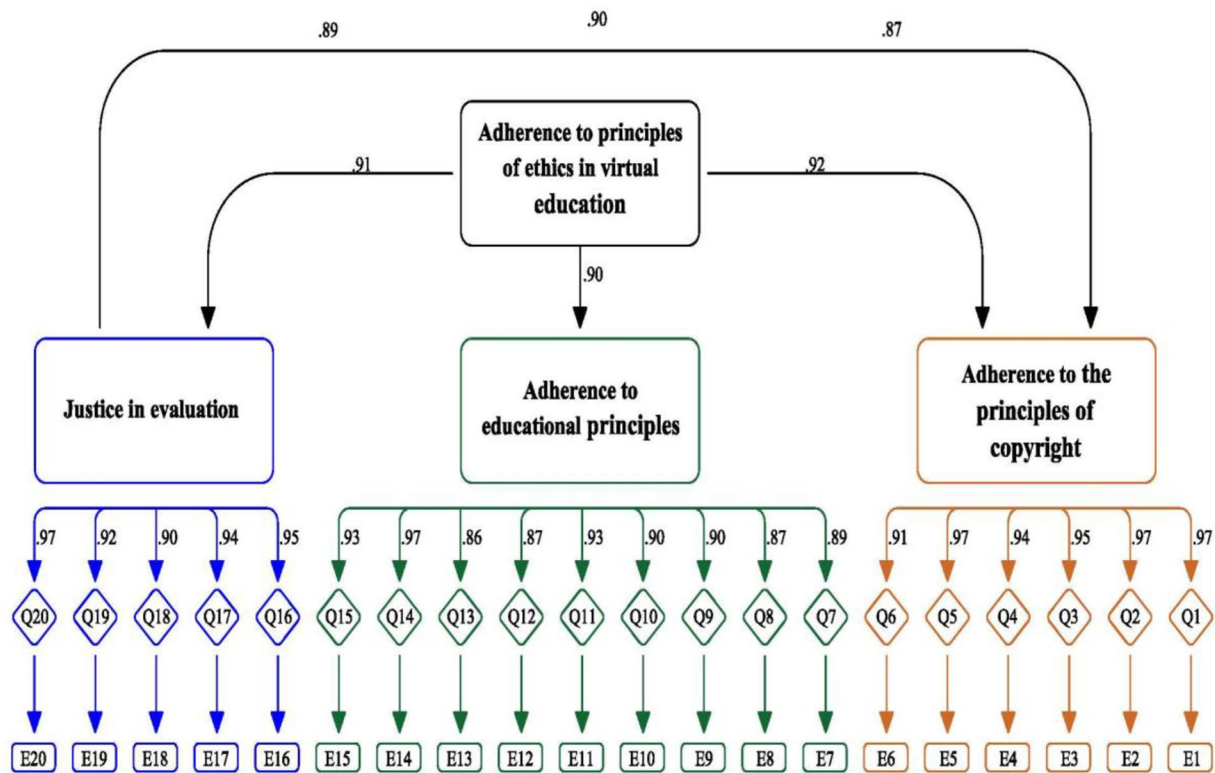 .89 .90 .87
Adherence to principles
of ethics in virtual
education
.91 .92
.90
Justice in evaluation
Adherence to
educational principles
Adherence to the
principles of
copyright
.97 .92 .90 .94 .95 .93 .97 .86 .87 .93 .90 .90 .87 .89 .91 .97 .94 .95 .97 .97
Q20 Q19 Q18 Q17 Q16 Q15 Q14 Q13 Q12 Q11 Q10 Q9 Q8 Q7 Q6 Q5 Q4 Q3 Q2 Q1
E20 E19 E18 E17 E16 E15 E14 E13 E12 E11 E10 E9 E8 E7 E6 E5 E4 E3 E2 E1